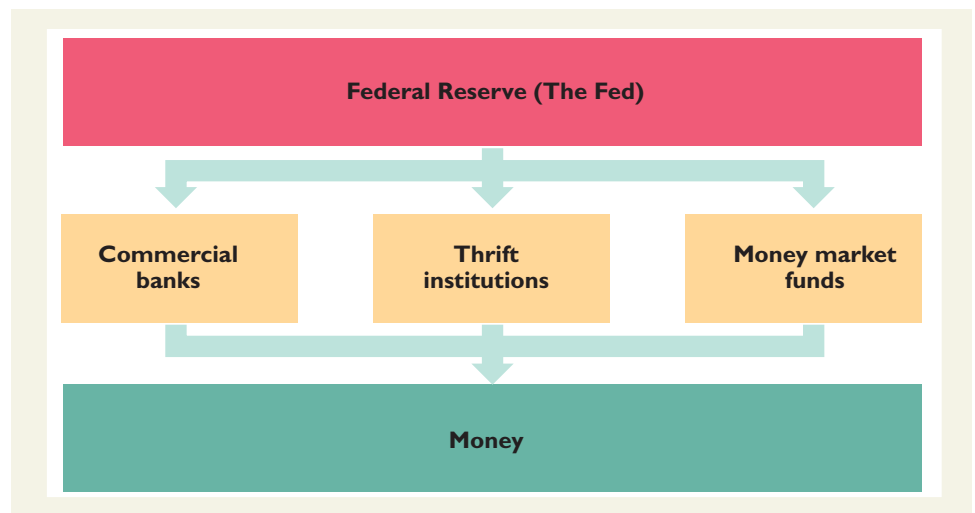 Federal Reserve (The Fed)
Commercial
banks
Thrift
institutions
Money market
funds
Money